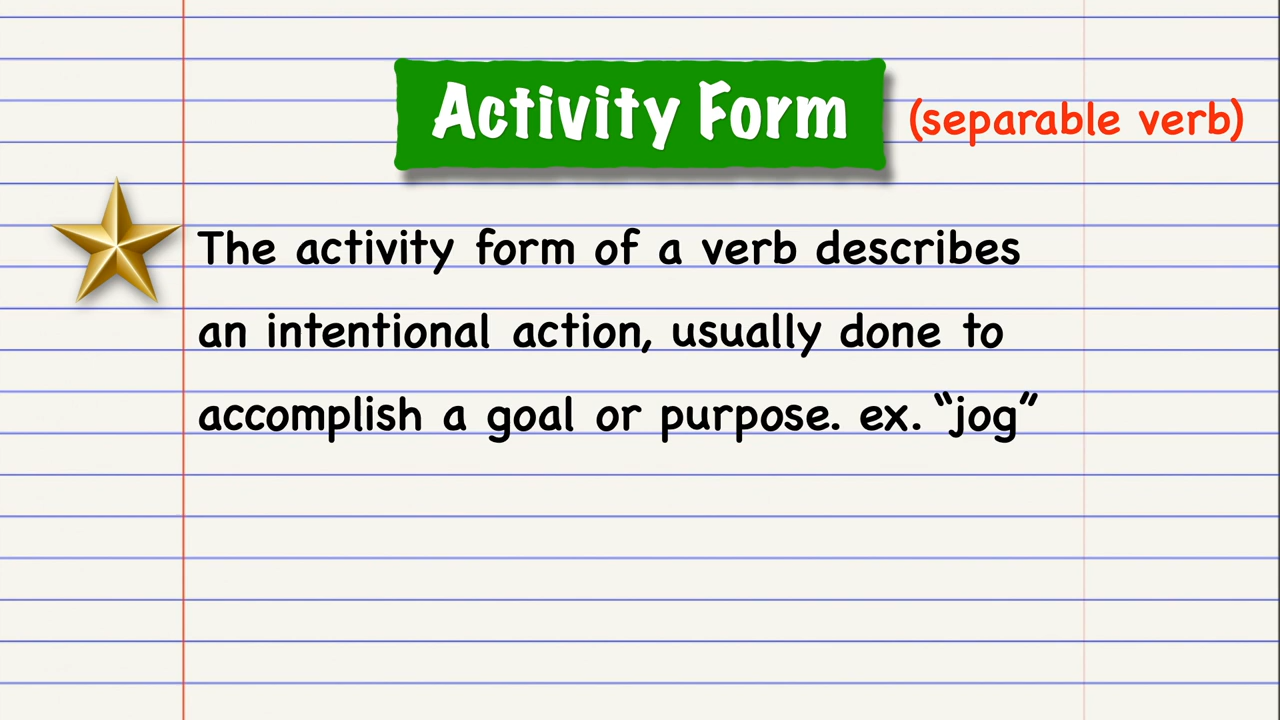 Activity Form (separable verb)
The activity form of a verb describes
an intentional action, usually done to
accomplish a goal or purpose. ex. “jog”